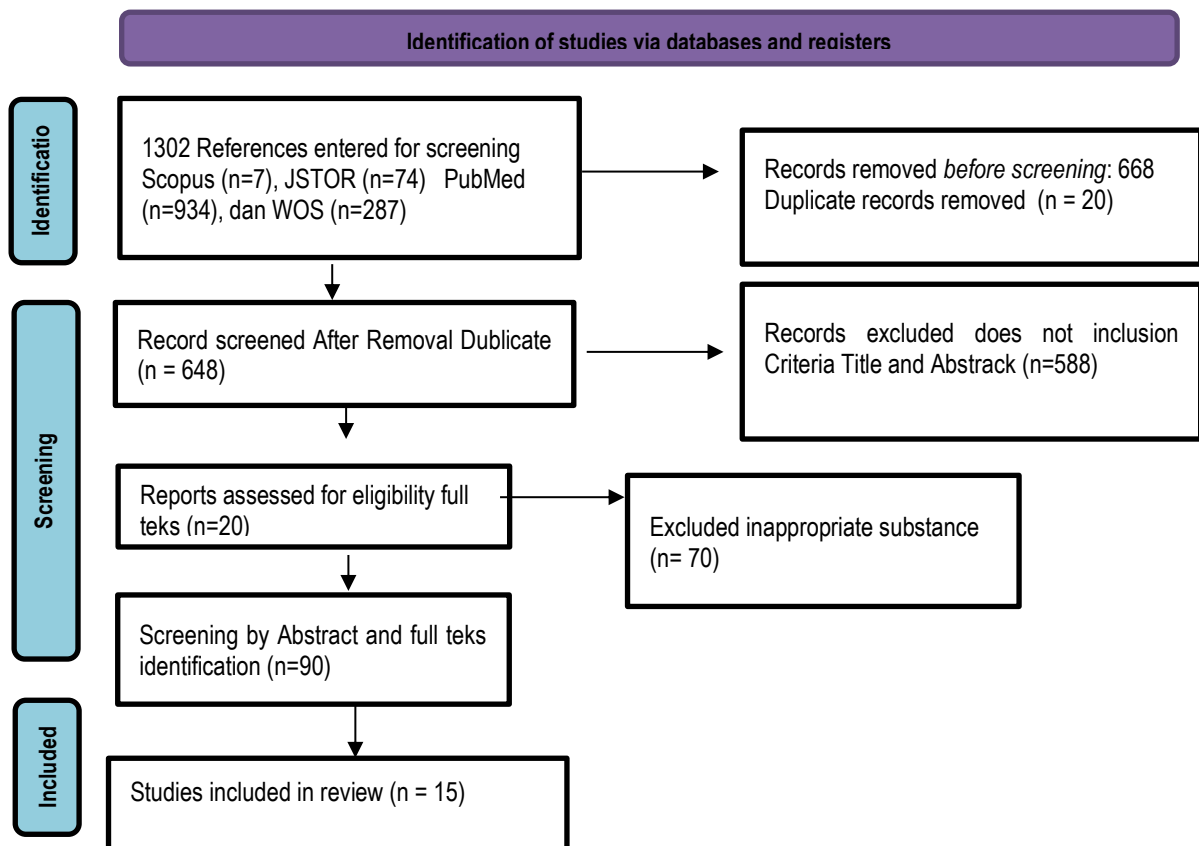 Identification of studies via databases and registers
Identificatio
1302 References entered for screening
Scopus (n=7), JSTOR (n=74) PubMed
(n=934), dan WOS (n=287)
Records removed before screening: 668
Duplicate records removed (n = 20)
Screening
Record screened After Removal Dublicate
(n = 648)
Records excluded does not inclusion
Criteria Title and Abstrack (n=588)
Reports assessed for eligibility full
teks (n=20)
Excluded inappropriate substance
(n= 70)
Screening by Abstract and full teks
identification (n=90)
Included
Studies included in review (n = 15)